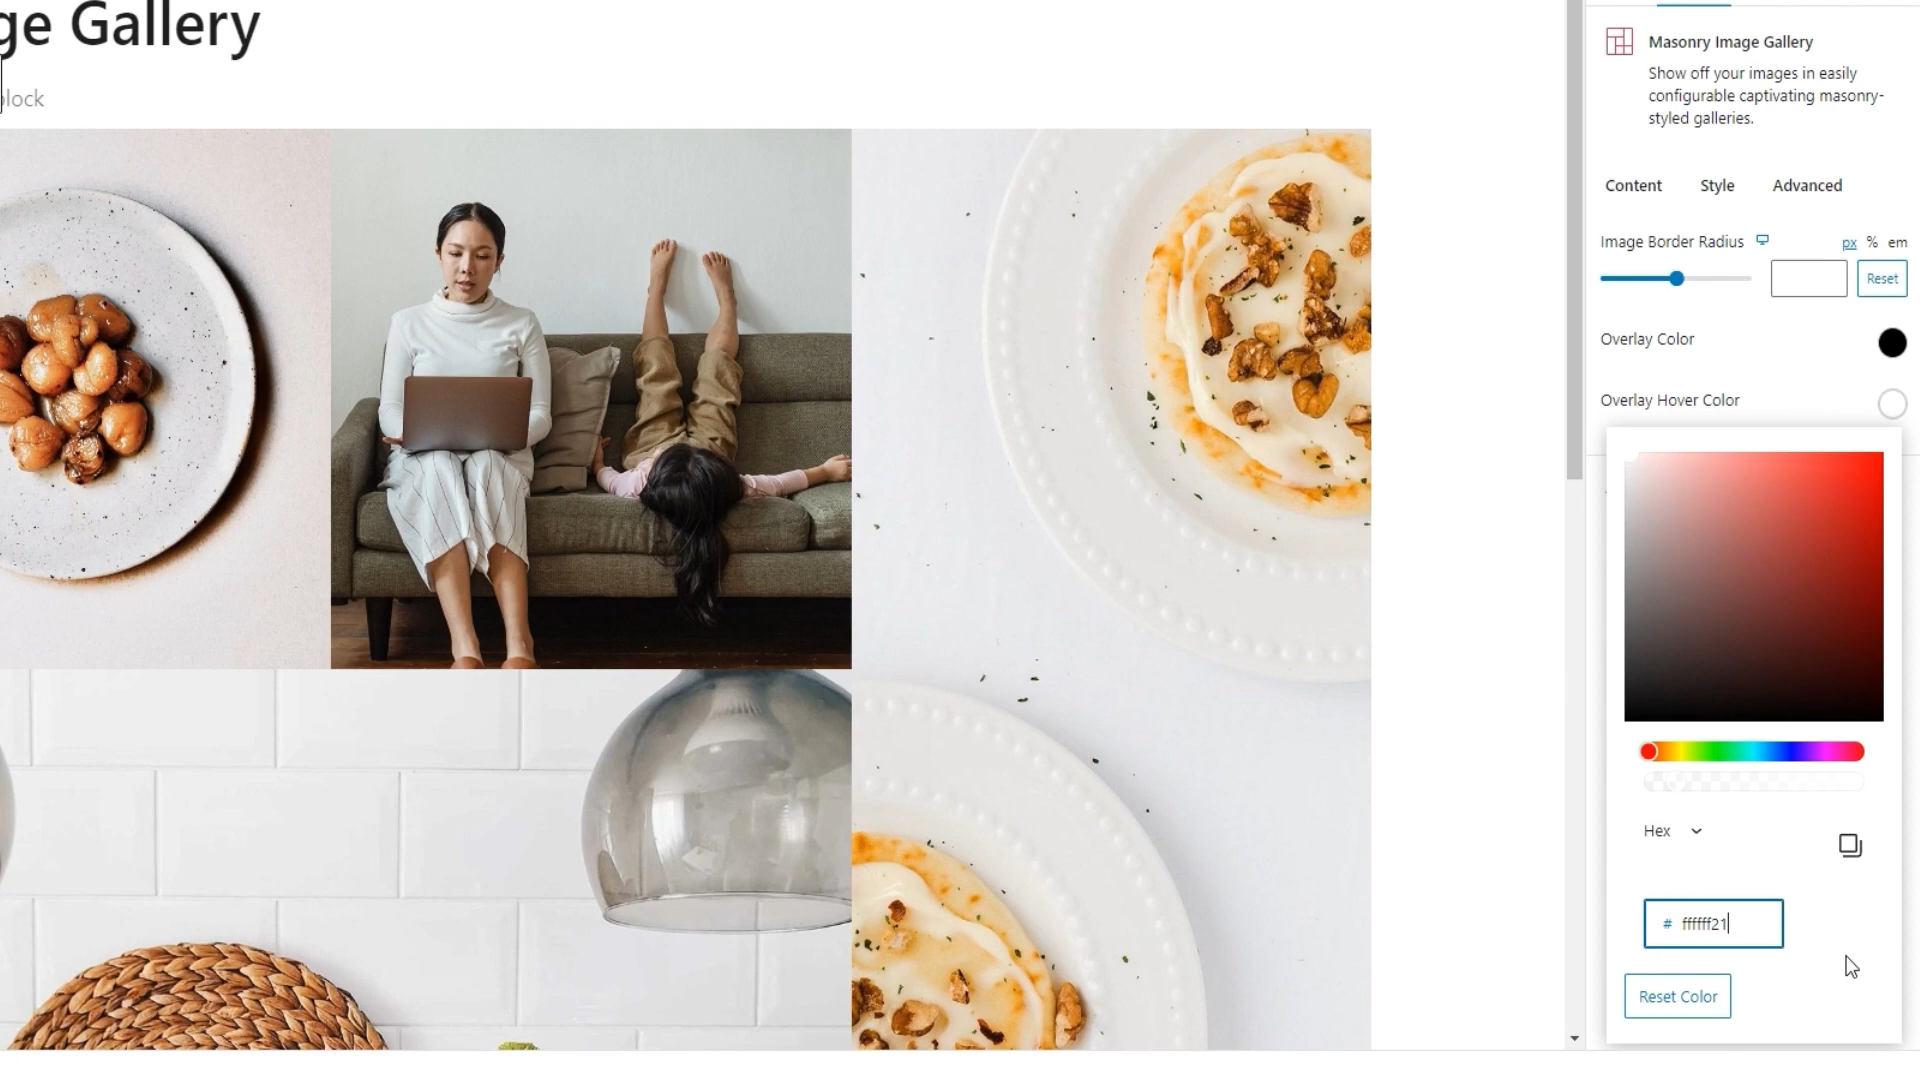 ge Gallery
block
Masonry Image Gallery
Show off your images in easily
configurable captivating masonry-
styled galleries.
Content Style Advanced
Image Border Radius px % em
Reset
Overlay Color
Overlay Hover Color
Hex
# ffffff21
Reset Color